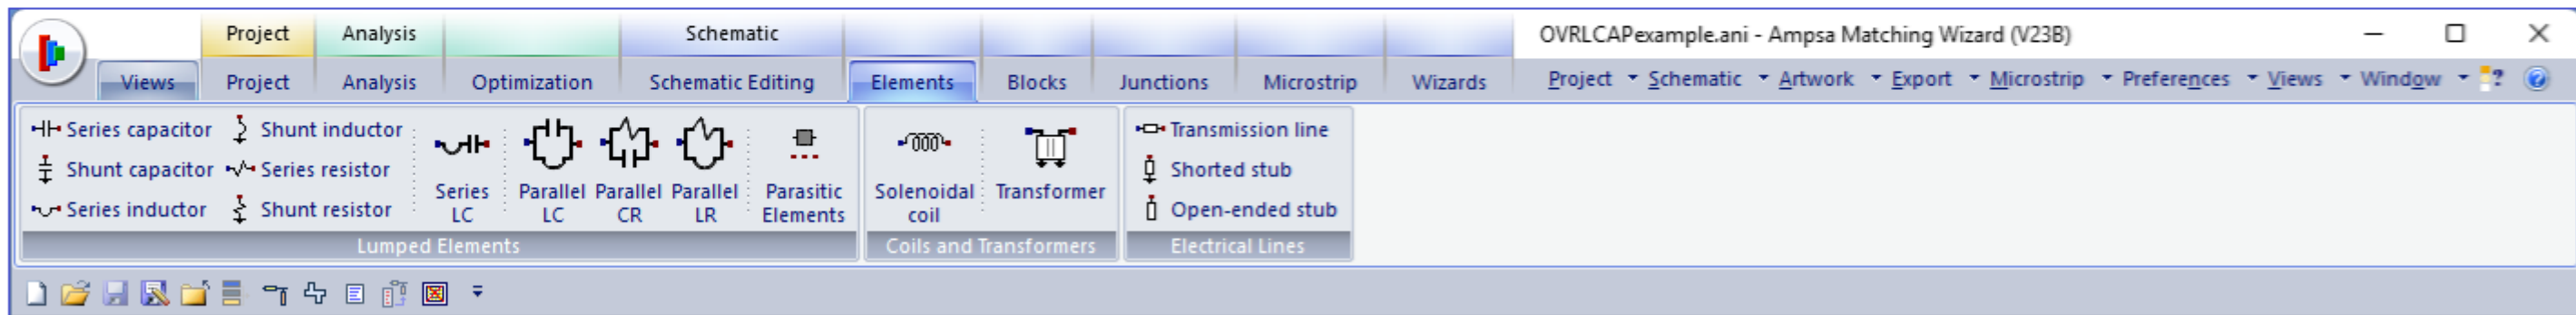 Project Analysis Schematic OVRLCAPexample.ani - Ampsa Matching Wizard (V23B)
Views Project Analysis Optimization Schematic Editing Elements Blocks Junctions Microstrip Wizards Project Schematic Artwork Export Microstrip Preferences Views Window ?
Series capacitor Shunt inductor Transmission line
Shunt capacitor Series resistor Shorted stub
Series inductor Shunt resistor Open-ended stub
Series Parallel Parallel Parallel Parasitic Solenoidal Transformer
LC LC CR LR Elements coil
Lumped Elements Coils and Transformers Electrical Lines